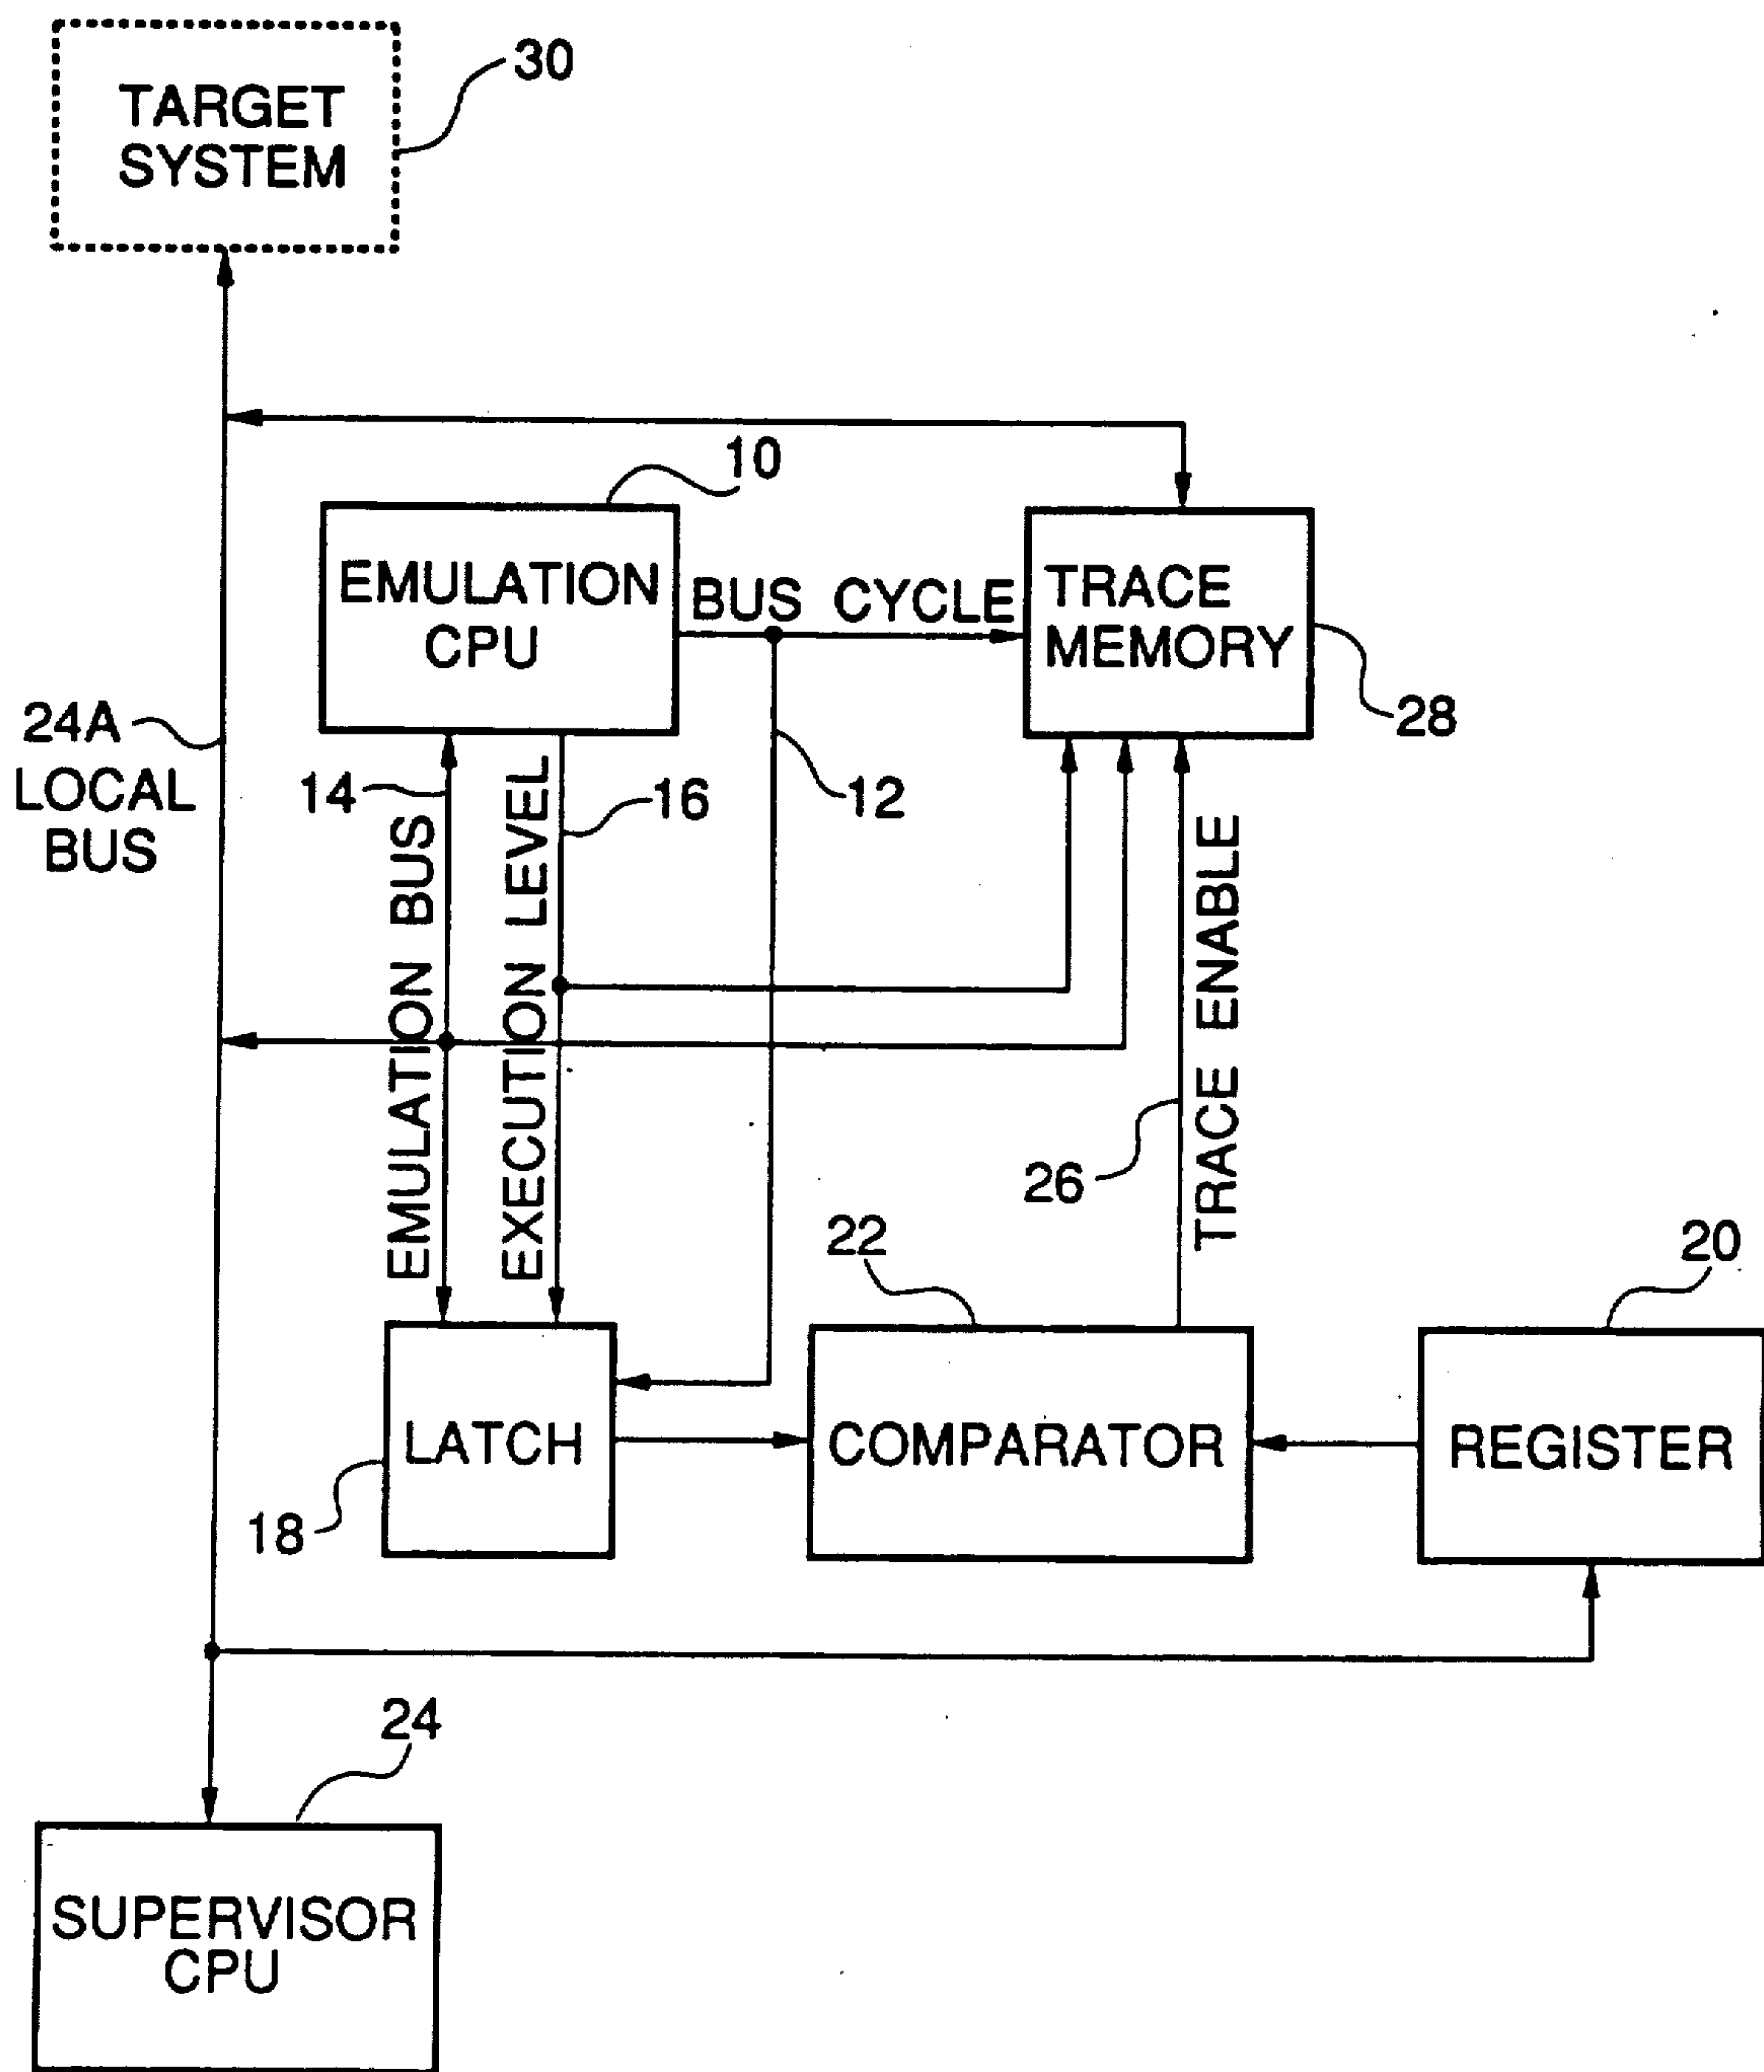 TARGET
SYSTEM
30
10
EMULATION
CPU
BUS CYCLE
TRACE
MEMORY
28
24A
LOCAL
BUS
14
EMULATION BUS
EXECUTION LEVEL
16
12
TRACE ENABLE
26
22
20
LATCH
18
COMPARATOR
REGISTER
24
SUPERVISOR
CPU